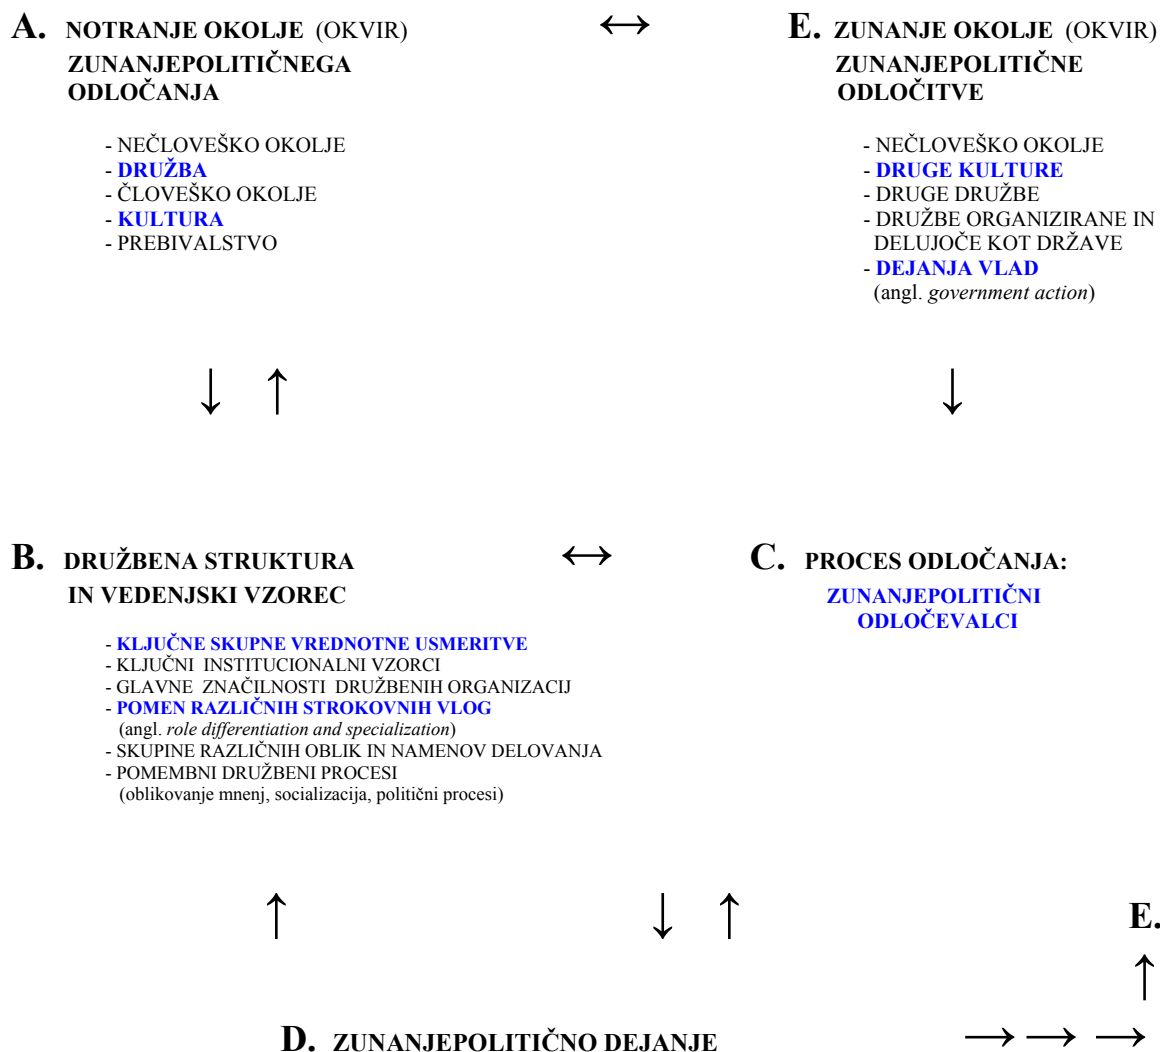 A. NOTRANJE OKOLJE (OKVIR)
ZUNANJEPOLITIČNEGA
ODLOČANJA
- NEČLOVEŠKO OKOLJE
- DRUŽBA
- ČLOVEŠKO OKOLJE
- KULTURA
- PREBIVALSTVO
↔
E. ZUNANJE OKOLJE (OKVIR)
ZUNANJEPOLITIČNE
ODLOČITVE
- NEČLOVEŠKO OKOLJE
- DRUGE KULTURE
- DRUGE DRUŽBE
- DRUŽBE ORGANIZIRANE IN
DELUJOČE KOT DRŽAVE
- DEJANJA VLAD
(angl. government action)
↓ ↑ ↓
B. DRUŽBENA STRUKTURA
IN VEDENJSKI VZOREC
- KLJUČNE SKUPNE VREDNOTNE USMERITVE
- KLJUČNI INSTITUCIONALNI VZORCI
- GLAVNE ZNAČILNOSTI DRUŽBENIH ORGANIZACIJ
- POMEN RAZLIČNIH STROKOVNIH VLOG
(angl. role differentiation and specialization)
- SKUPINE RAZLIČNIH OBLIK IN NAMENOV DELOVANJA
- POMEMBNI DRUŽBENI PROCESI
(oblikovanje mnenj, socializacija, politični procesi)
↔
C. PROCES ODLOČANJA:
ZUNANJEPOLITIČNI
ODLOČEVALCI
↑ ↓ ↑ E.
↑
D. ZUNANJEPOLITIČNO DEJANJE → → →